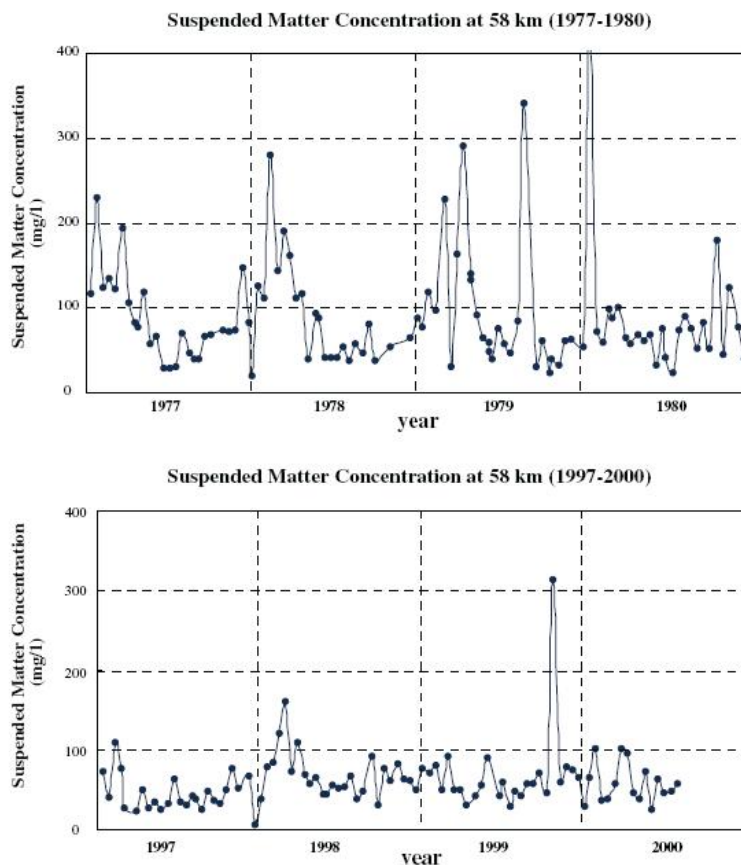 Suspended Matter Concentration at 58 km (1977-1980)
Suspended Matter Concentration
(mg/1)
400
300
200
100
0
1977 1978 1979 1980
year
Suspended Matter Concentration at 58 km (1997-2000)
Suspended Matter Concentration
(mg/1)
400
300
200
100
0
1997 1998 1999 2000
year